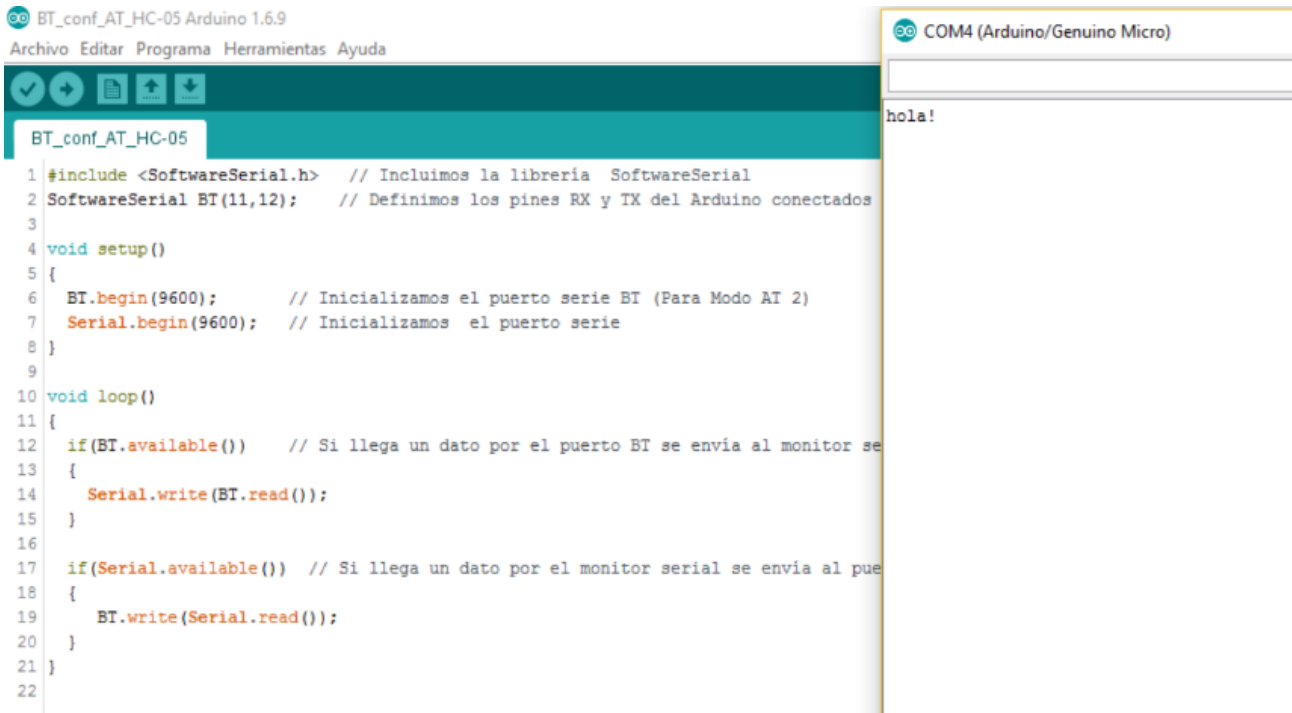 BT_conf_AT_HC-05 Arduino 1.6.9
Archivo Editar Programa Herramientas Ayuda
BT_conf_AT_HC-05
1 #include <SoftwareSerial.h>   // Incluimos la librería  SoftwareSerial
2 SoftwareSerial BT(11,12);    // Definimos los pines RX y TX del Arduino conectados
3
4 void setup()
5 {
6   BT.begin(9600);       // Inicializamos el puerto serie BT (Para Modo AT 2)
7   Serial.begin(9600);   // Inicializamos  el puerto serie
8 }
9
10 void loop()
11 {
12   if(BT.available())    // Si llega un dato por el puerto BT se envía al monitor se
13   {
14     Serial.write(BT.read());
15   }
16
17   if(Serial.available())  // Si llega un dato por el monitor serial se envía al pue
18   {
19      BT.write(Serial.read());
20   }
21 }
22
COM4 (Arduino/Genuino Micro)
hola!